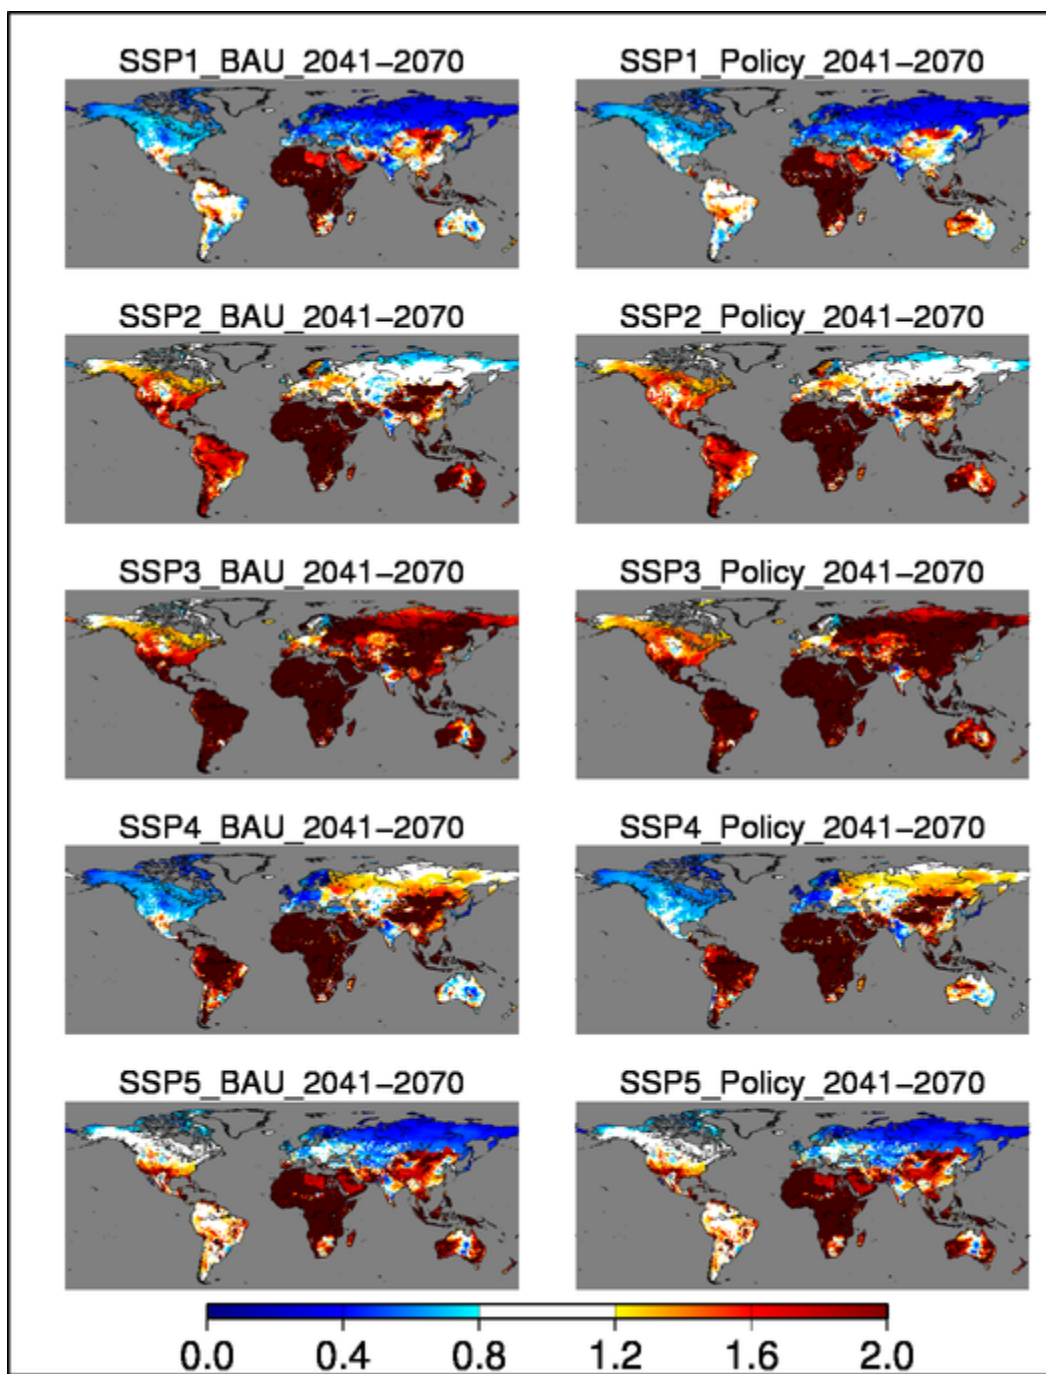 SSP1_BAU_2041-2070 SSP1_Policy_2041-2070
SSP2_BAU_2041-2070 SSP2_Policy_2041-2070
SSP3_BAU_2041-2070 SSP3_Policy_2041-2070
SSP4_BAU_2041-2070 SSP4_Policy_2041-2070
SSP5_BAU_2041-2070 SSP5_Policy_2041-2070
0.0 0.4 0.8 1.2 1.6 2.0